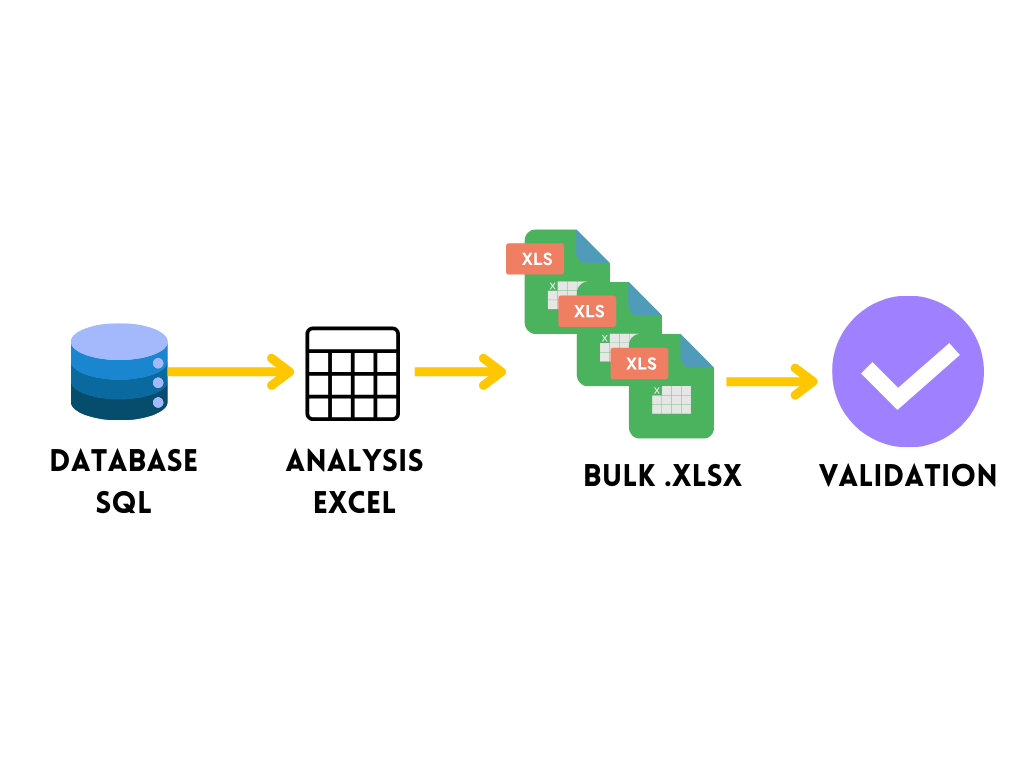 XLS
X
XLS
X
XLS
X
DATABASE
SQL
ANALYSIS
EXCEL
BULK .XLSX
VALIDATION